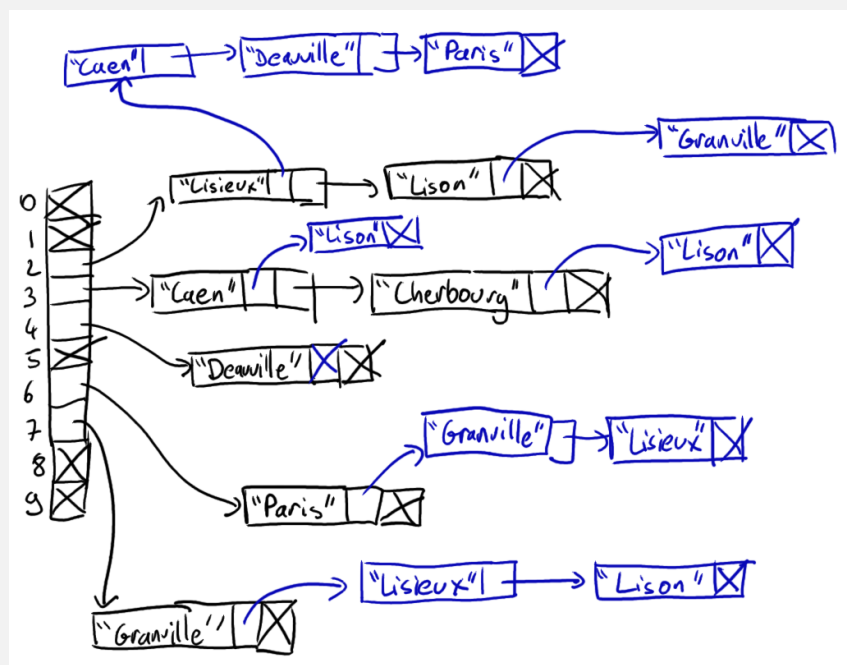 "Caen" "Deauville" "Paris"
"Granville"
"Lisieux" "Lison"
0
1
2
3
4
5
6
7
8
9
"Lison"
"Lison"
"Caen" "Cherbourg"
"Deauville"
"Granville" "Lisieux"
"Paris"
"Lisieux" "Lison"
"Granville"